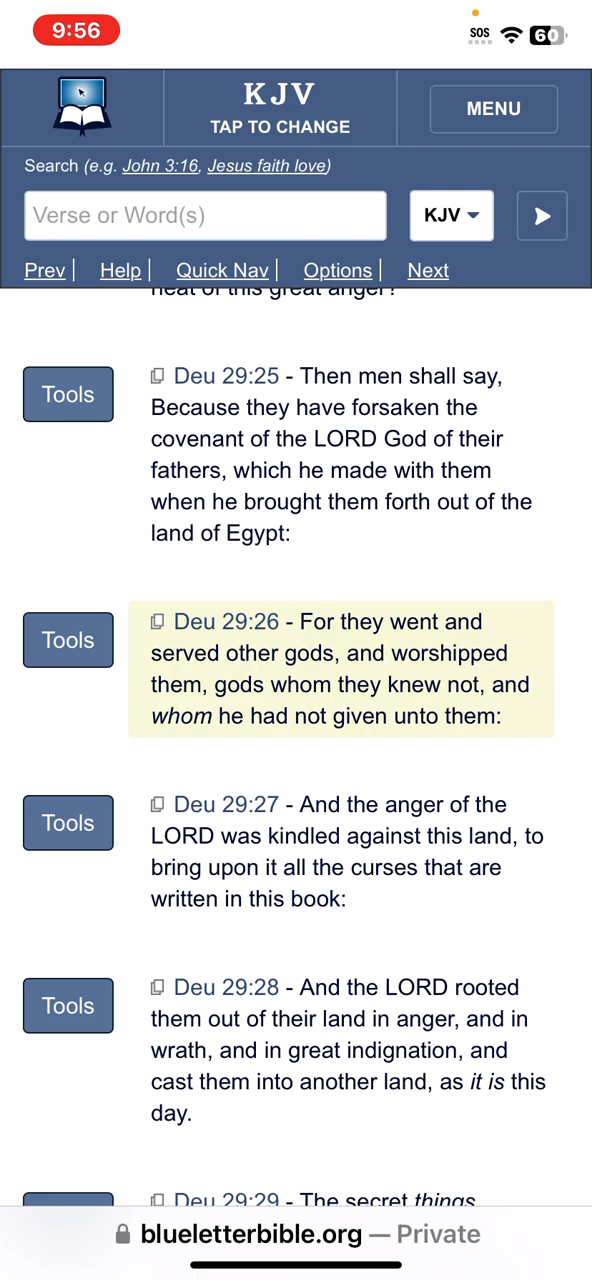 9:56
SOS
60
KJV
TAP TO CHANGE
MENU
Search (e.g. John 3:16, Jesus faith love)
Verse or Word(s)
KJV
Prev | Help | Quick Nav | Options | Next
heat of this great anger?
Tools
Deu 29:25 - Then men shall say,
Because they have forsaken the
covenant of the LORD God of their
fathers, which he made with them
when he brought them forth out of the
land of Egypt:
Tools
Deu 29:26 - For they went and
served other gods, and worshipped
them, gods whom they knew not, and
whom he had not given unto them:
Tools
Deu 29:27 - And the anger of the
LORD was kindled against this land, to
bring upon it all the curses that are
written in this book:
Tools
Deu 29:28 - And the LORD rooted
them out of their land in anger, and in
wrath, and in great indignation, and
cast them into another land, as it is this
day.
Deu 29:29 - The secret things
blueletterbible.org — Private